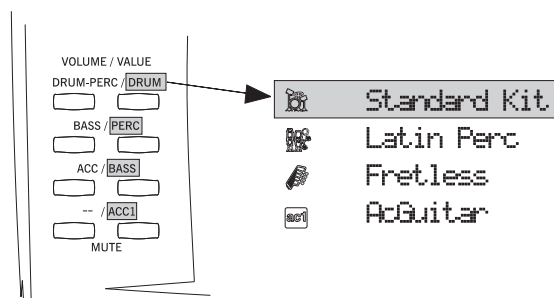 VOLUME / VALUE
DRUM-PERC / DRUM
BASS / PERC
ACC / BASS
-- / ACC1
MUTE
Standard Kit
Latin Perc
Fretless
ac1 AcGuitar